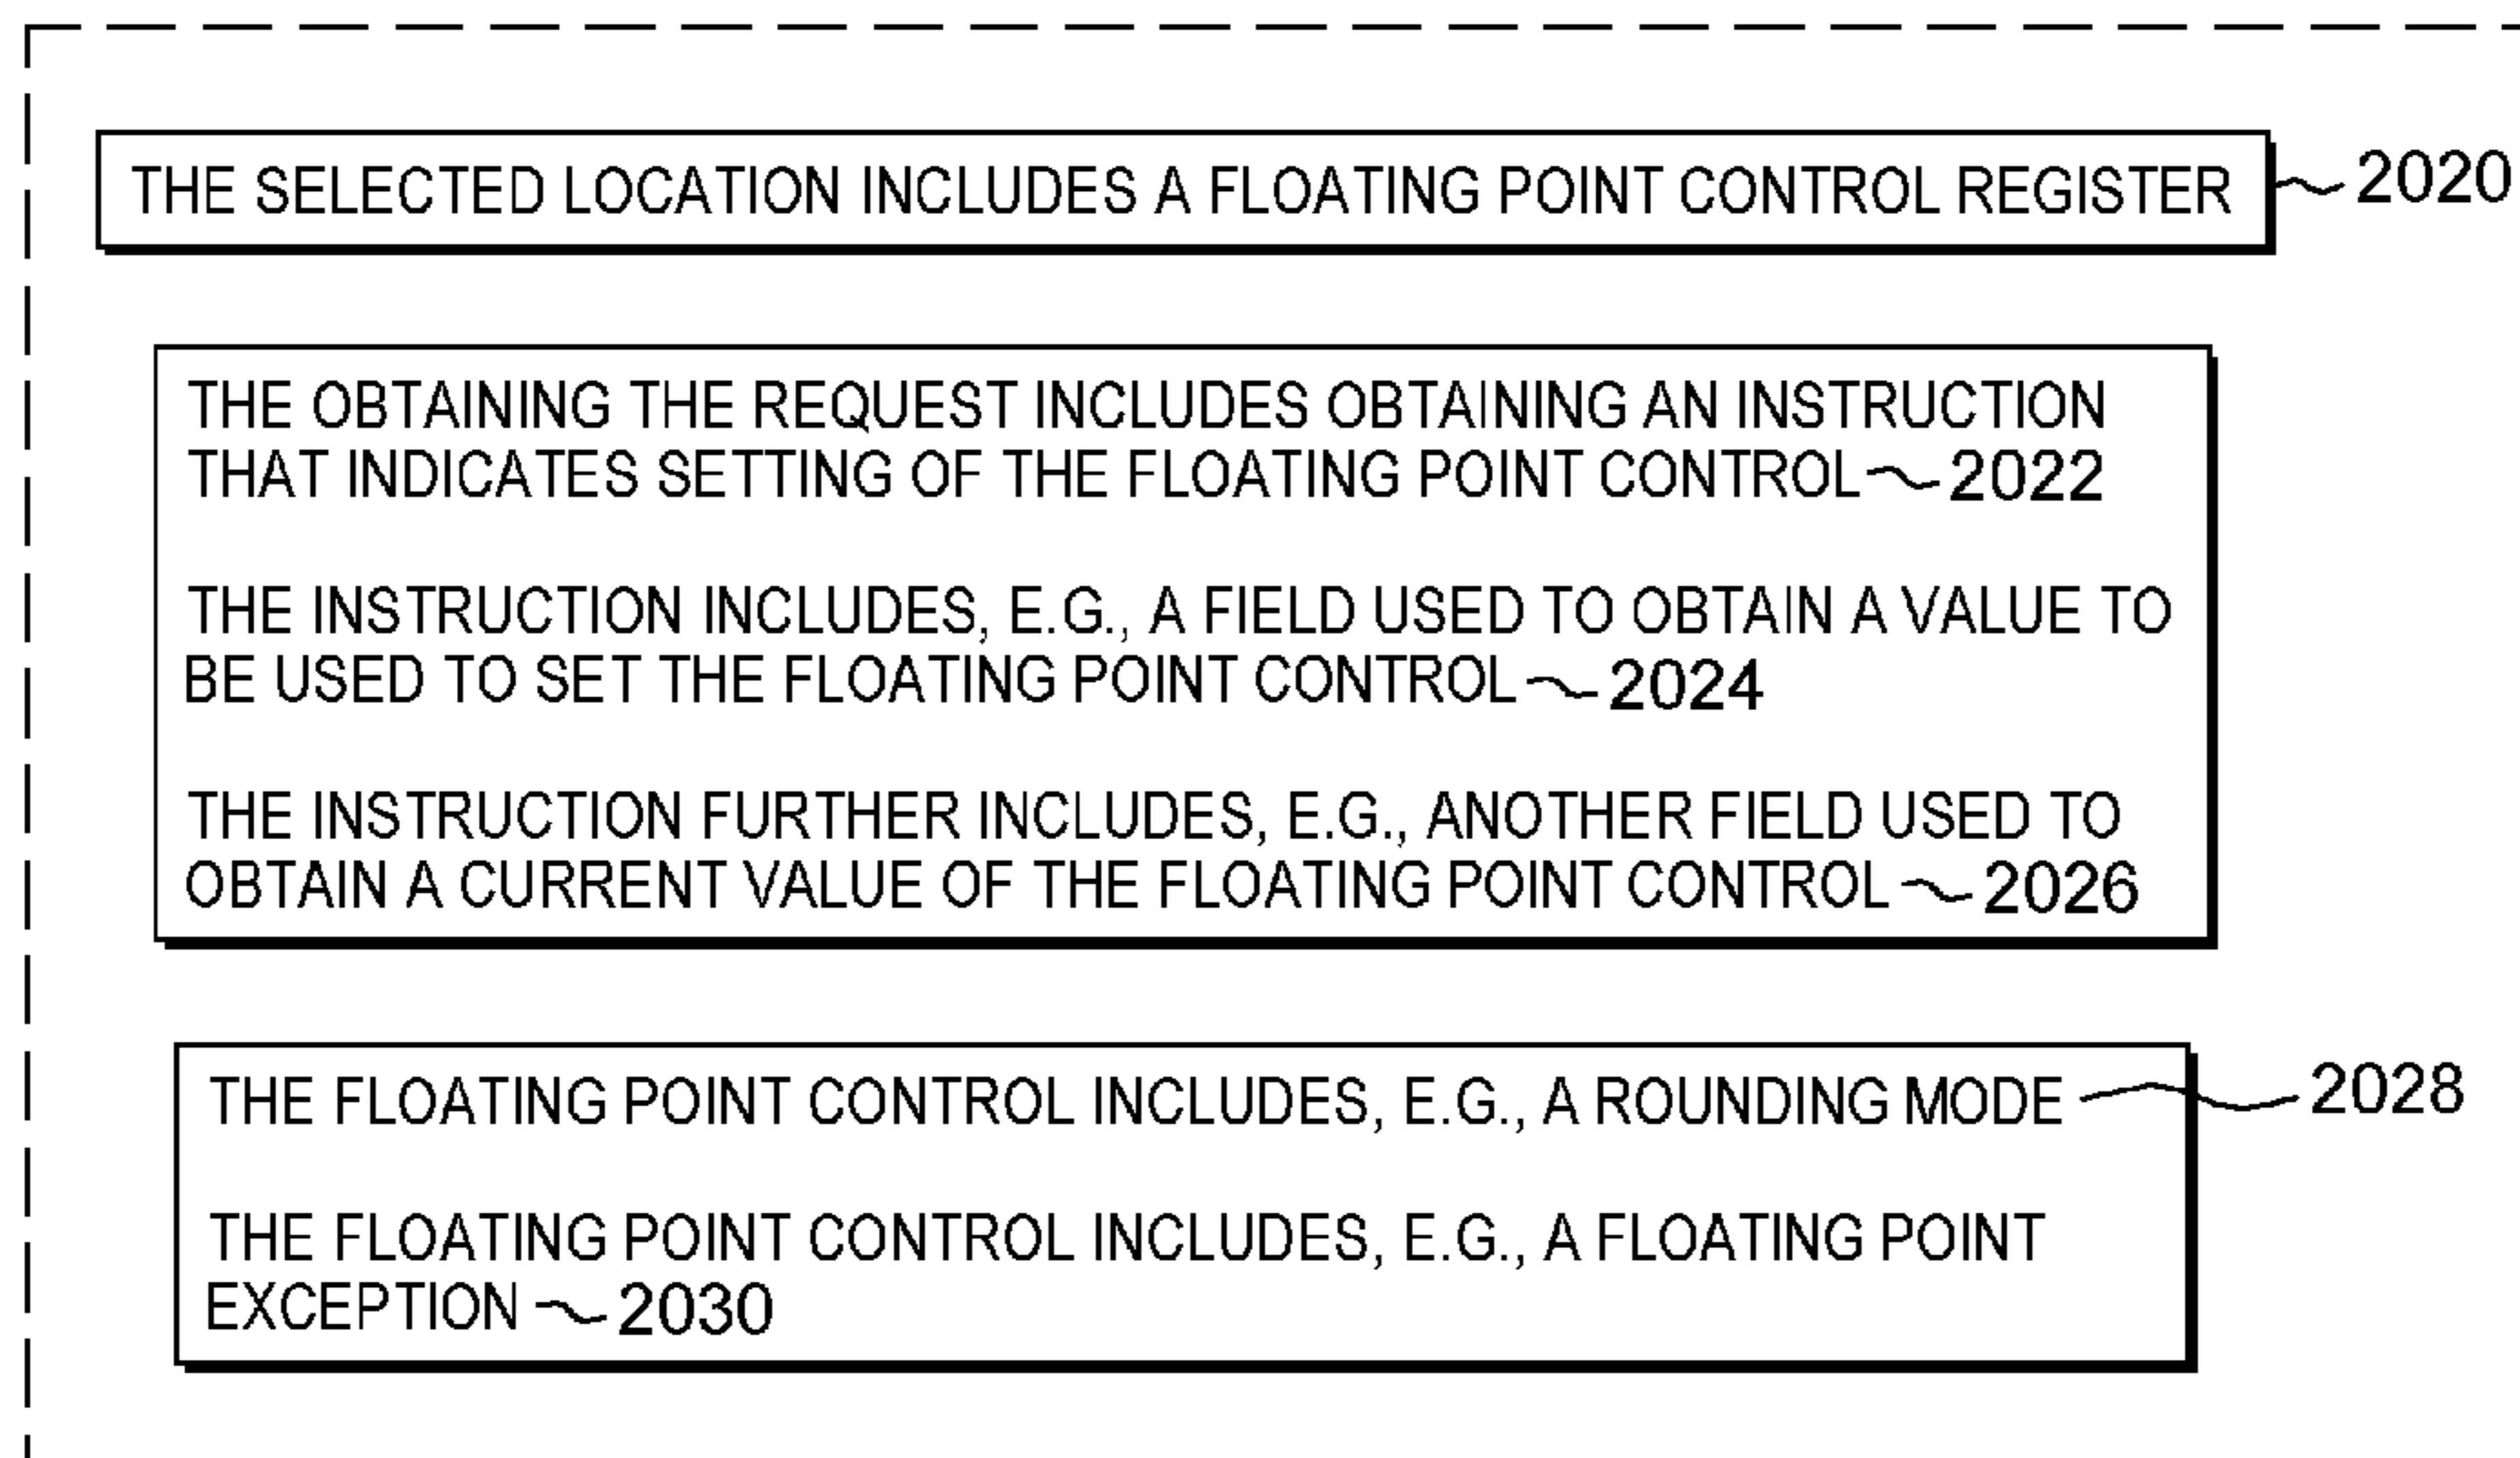 THE SELECTED LOCATION INCLUDES A FLOATING POINT CONTROL REGISTER 2020
THE OBTAINING THE REQUEST INCLUDES OBTAINING AN INSTRUCTION
THAT INDICATES SETTING OF THE FLOATING POINT CONTROL 2022
THE INSTRUCTION INCLUDES, E.G., A FIELD USED TO OBTAIN A VALUE TO
BE USED TO SET THE FLOATING POINT CONTROL 2024
THE INSTRUCTION FURTHER INCLUDES, E.G., ANOTHER FIELD USED TO
OBTAIN A CURRENT VALUE OF THE FLOATING POINT CONTROL 2026
THE FLOATING POINT CONTROL INCLUDES, E.G., A ROUNDING MODE 2028
THE FLOATING POINT CONTROL INCLUDES, E.G., A FLOATING POINT
EXCEPTION 2030